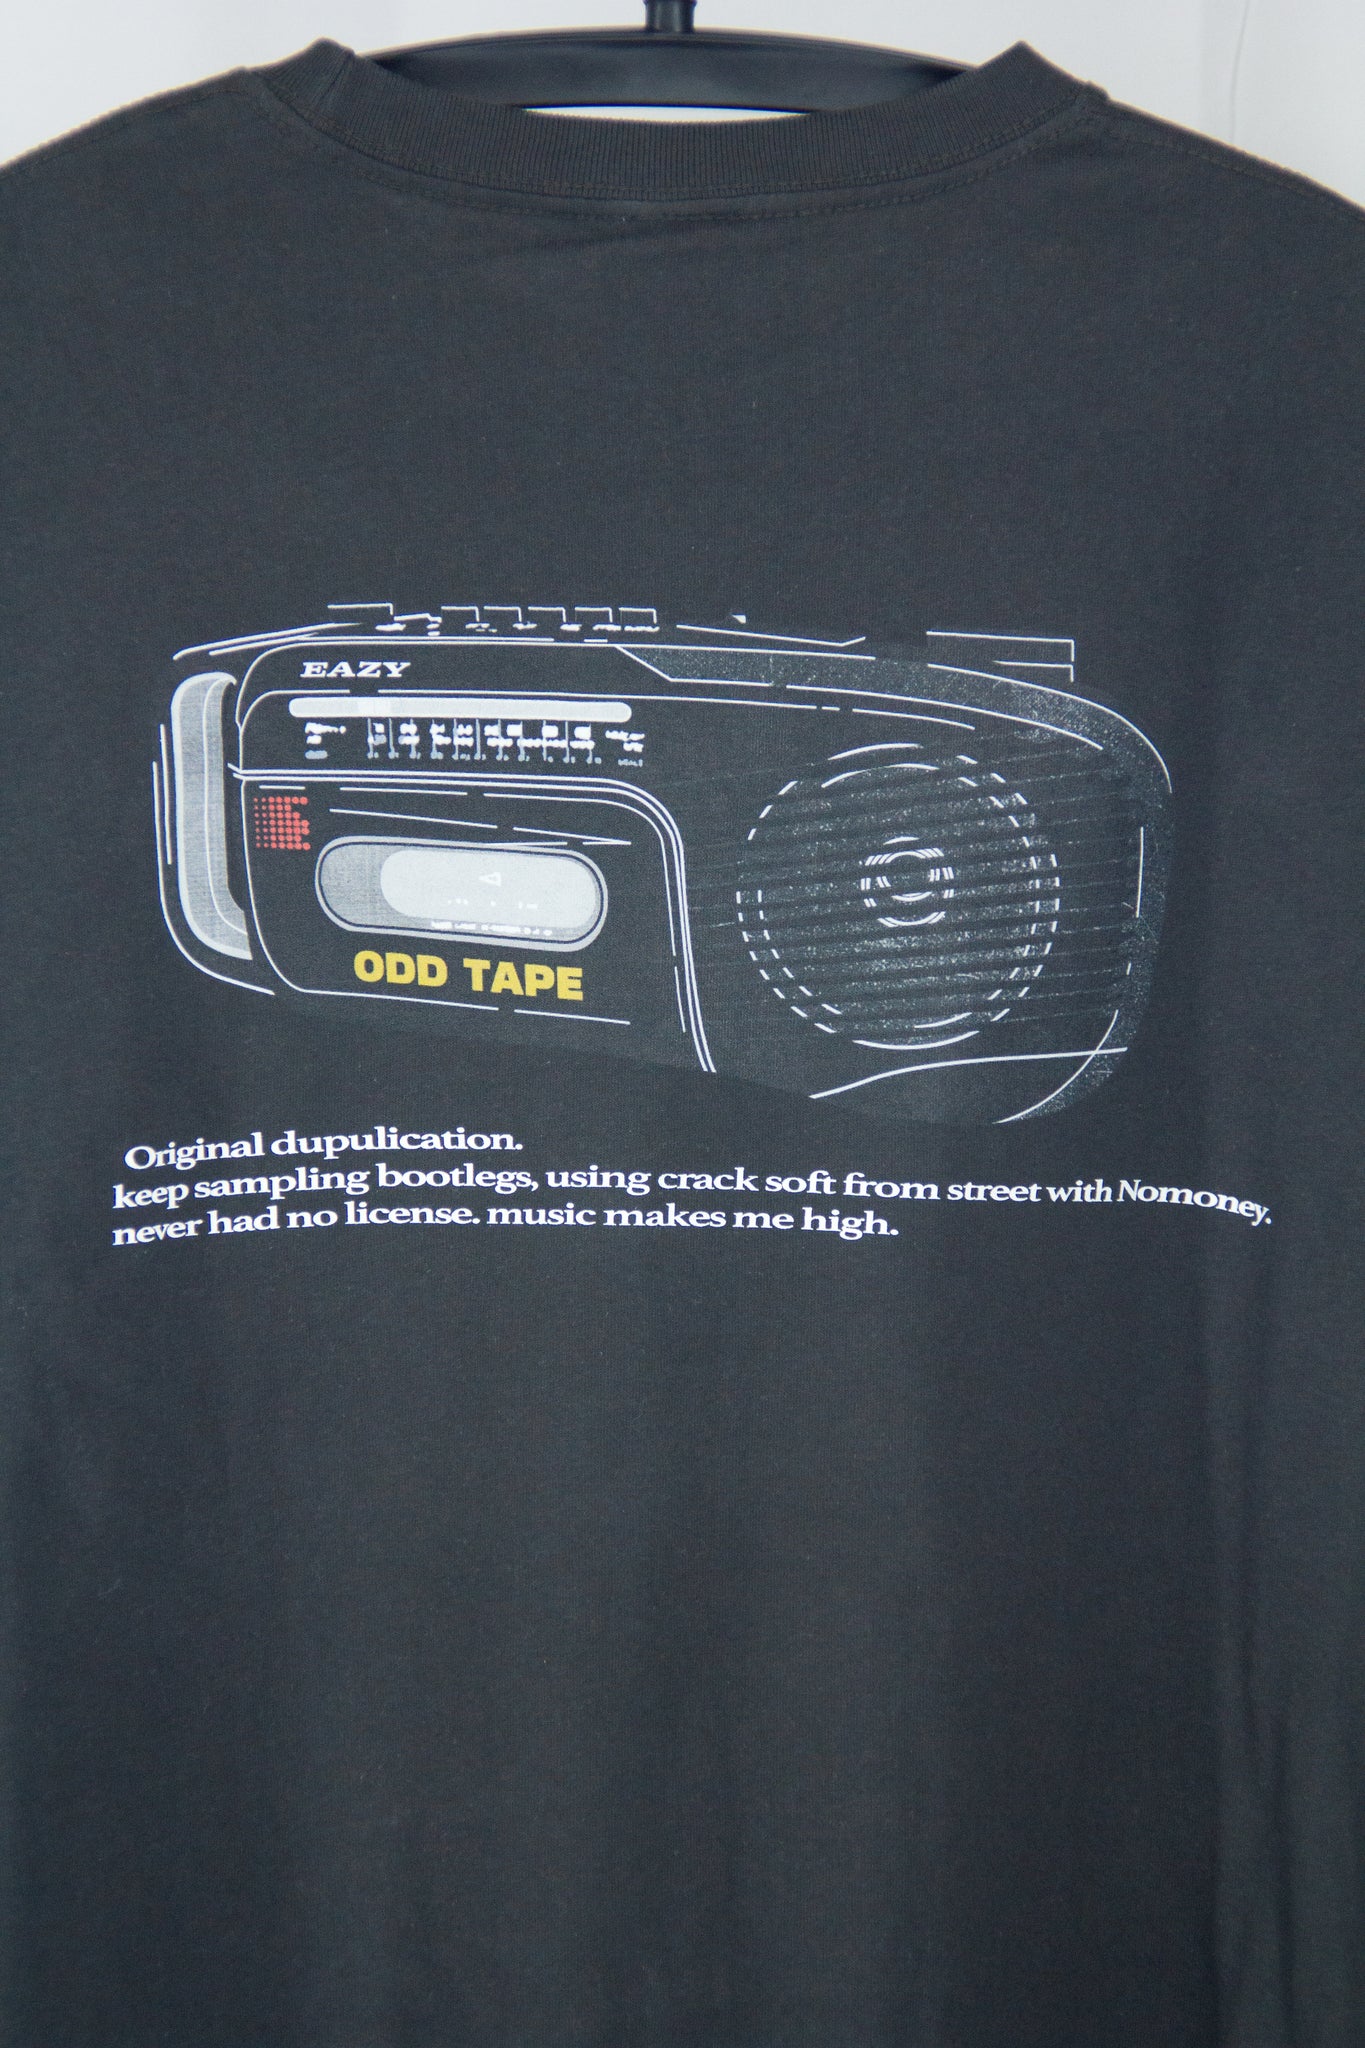 EAZY
ODD TAPE
Original dupulication.
keep sampling bootlegs, using crack soft from street with Nomoney.
never had no license. music makes me high.